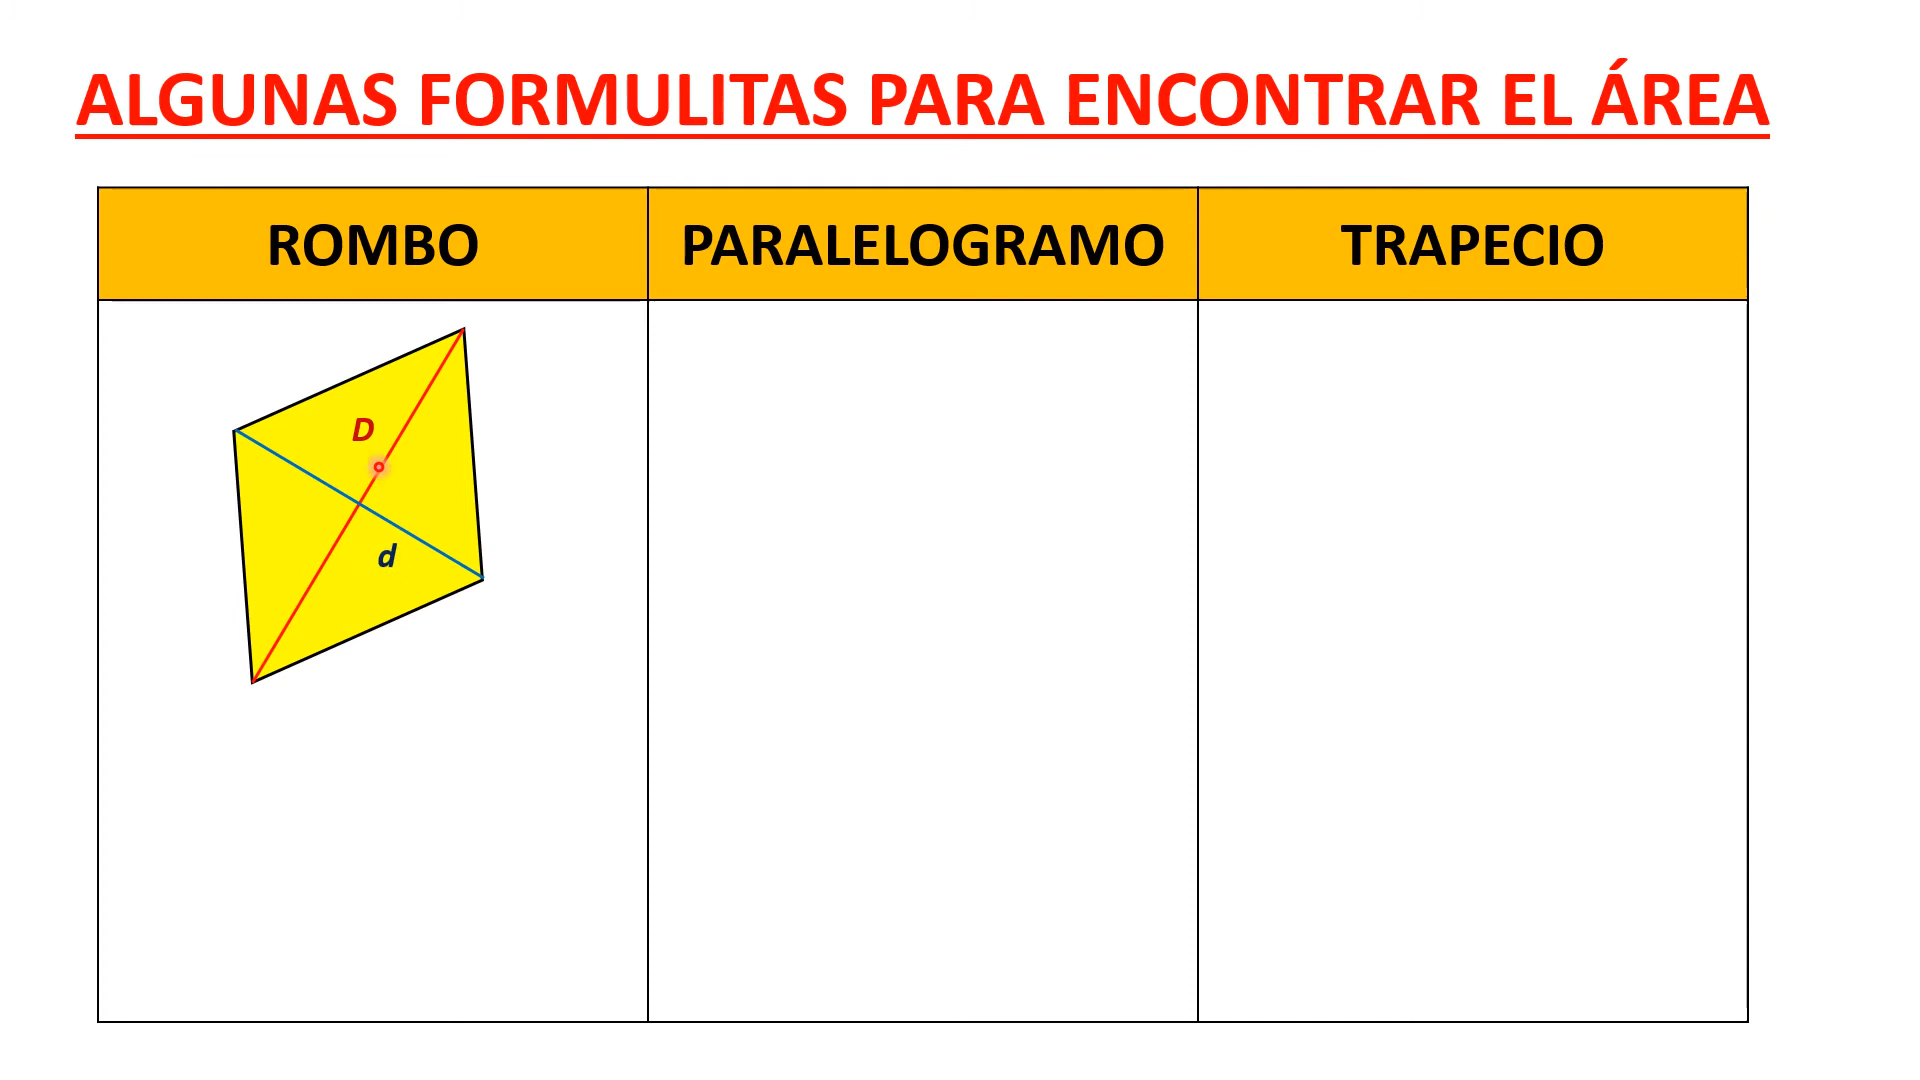 ALGUNAS FORMULITAS PARA ENCONTRAR EL ÁREA
ROMBO
PARALELOGRAMO
TRAPECIO
D
d